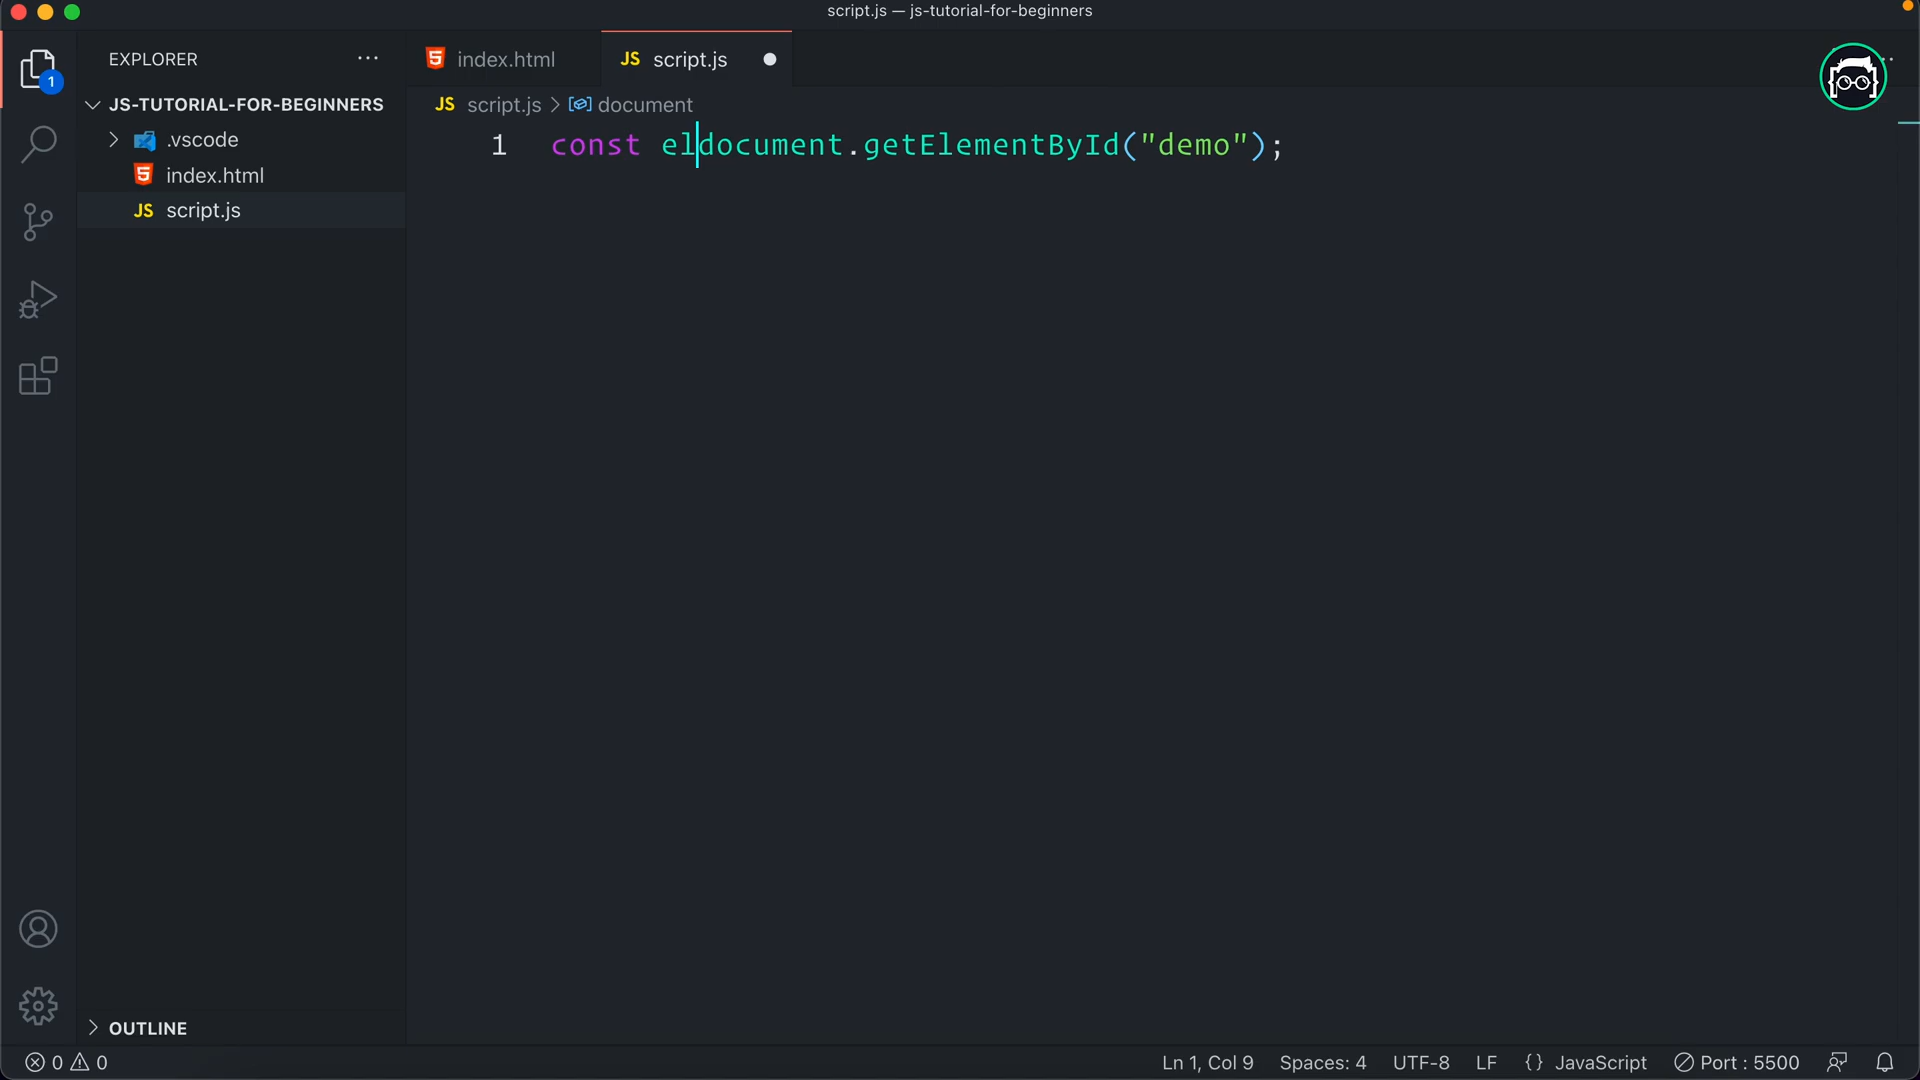 script.js — js-tutorial-for-beginners
EXPLORER
index.html
JS script.js
1
JS-TUTORIAL-FOR-BEGINNERS
JS script.js > document
.vscode
1 const eldocument.getElementById("demo");
index.html
JS script.js
OUTLINE
0 0
Ln 1, Col 9 Spaces: 4 UTF-8 LF {} JavaScript Port : 5500